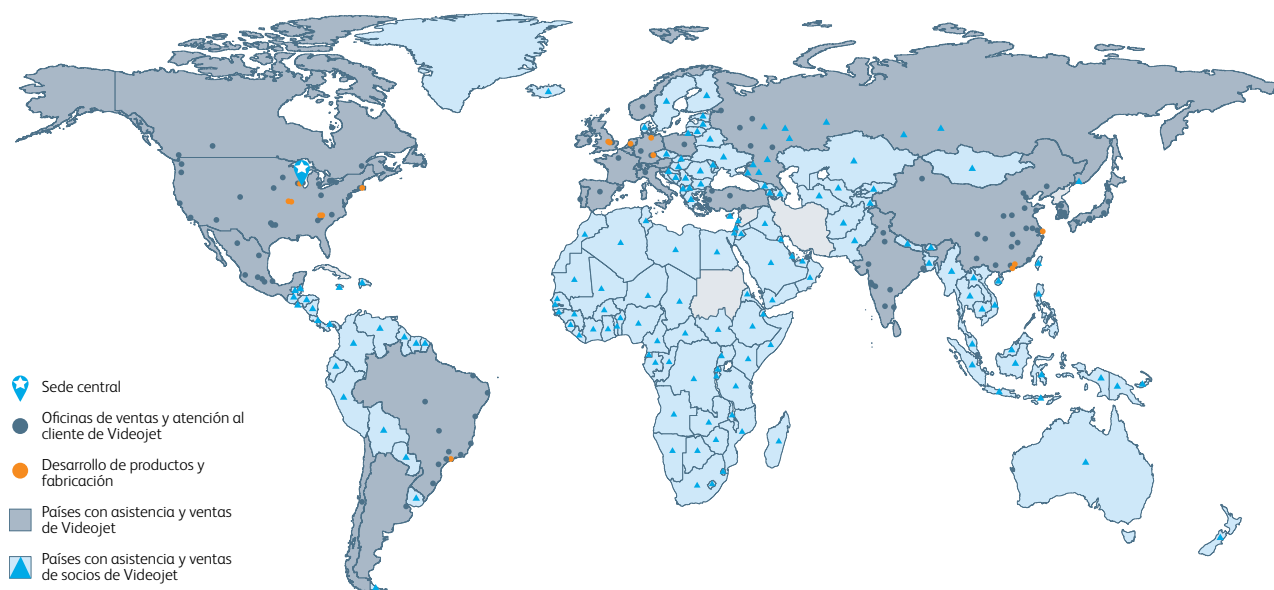 Sede central
Oficinas de ventas y atención al
cliente de Videojet
Desarrollo de productos y
fabricación
Países con asistencia y ventas
de Videojet
Países con asistencia y ventas
de socios de Videojet